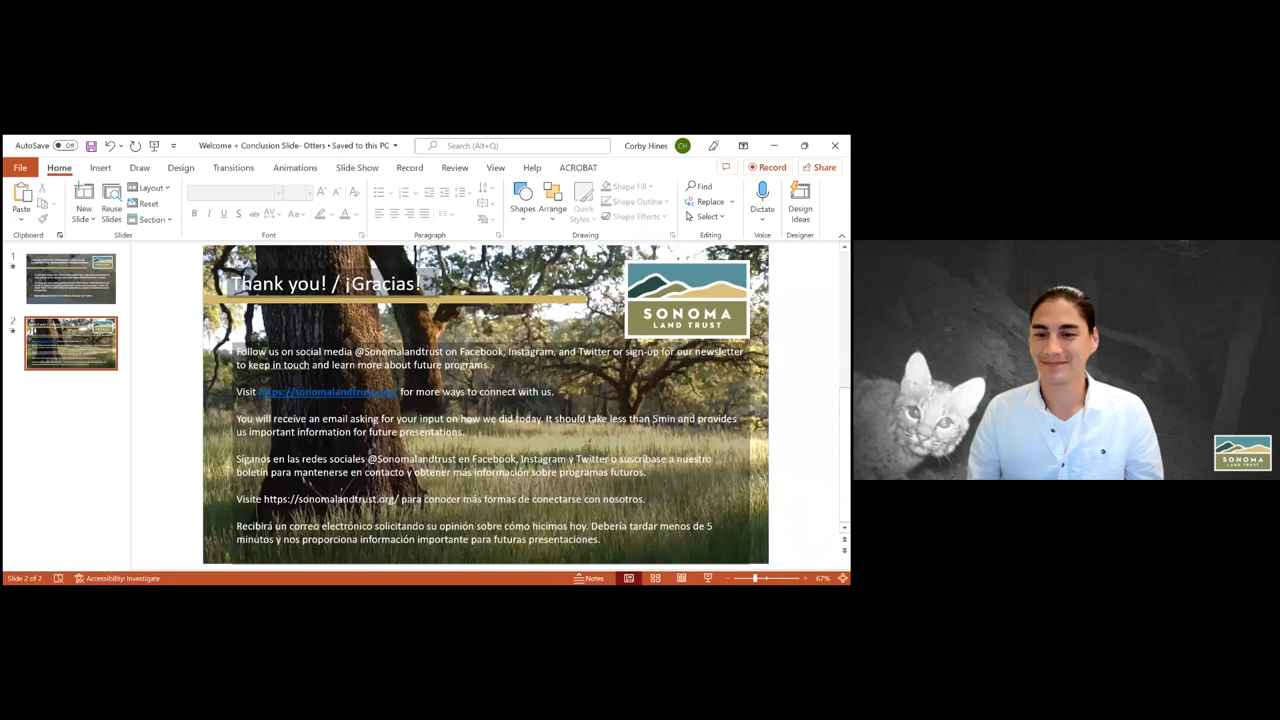 AutoSave Off Welcome + Conclusion Slide- Otters • Saved to this PC Search (Alt+Q) Corby Hines CH
File Home Insert Draw Design Transitions Animations Slide Show Record Review View Help ACROBAT Record Share
Paste New Slide Reuse Slides Layout Reset Section Shapes Arrange Quick Styles Shape Fill Shape Outline Shape Effects Find Replace Select Dictate Design Ideas
Clipboard Slides Font Paragraph Drawing Editing Voice Designer
1
2
Thank you! / ¡Gracias!
SONOMA
LAND TRUST
Follow us on social media @Sonomalandtrust on Facebook, Instagram, and Twitter or sign-up for our newsletter
to keep in touch and learn more about future programs.
Visit https://sonomalandtrust.org/ for more ways to connect with us.
You will receive an email asking for your input on how we did today. It should take less than 5min and provides
us important information for future presentations.
Síganos en las redes sociales @Sonomalandtrust en Facebook, Instagram y Twitter o suscríbase a nuestro
boletín para mantenerse en contacto y obtener más información sobre programas futuros.
Visite https://sonomalandtrust.org/ para conocer más formas de conectarse con nosotros.
Recibirá un correo electrónico solicitando su opinión sobre cómo hicimos hoy. Debería tardar menos de 5
minutos y nos proporciona información importante para futuras presentaciones.
Slide 2 of 2 Accessibility: Investigate Notes 67%
SONOMA
LAND TRUST